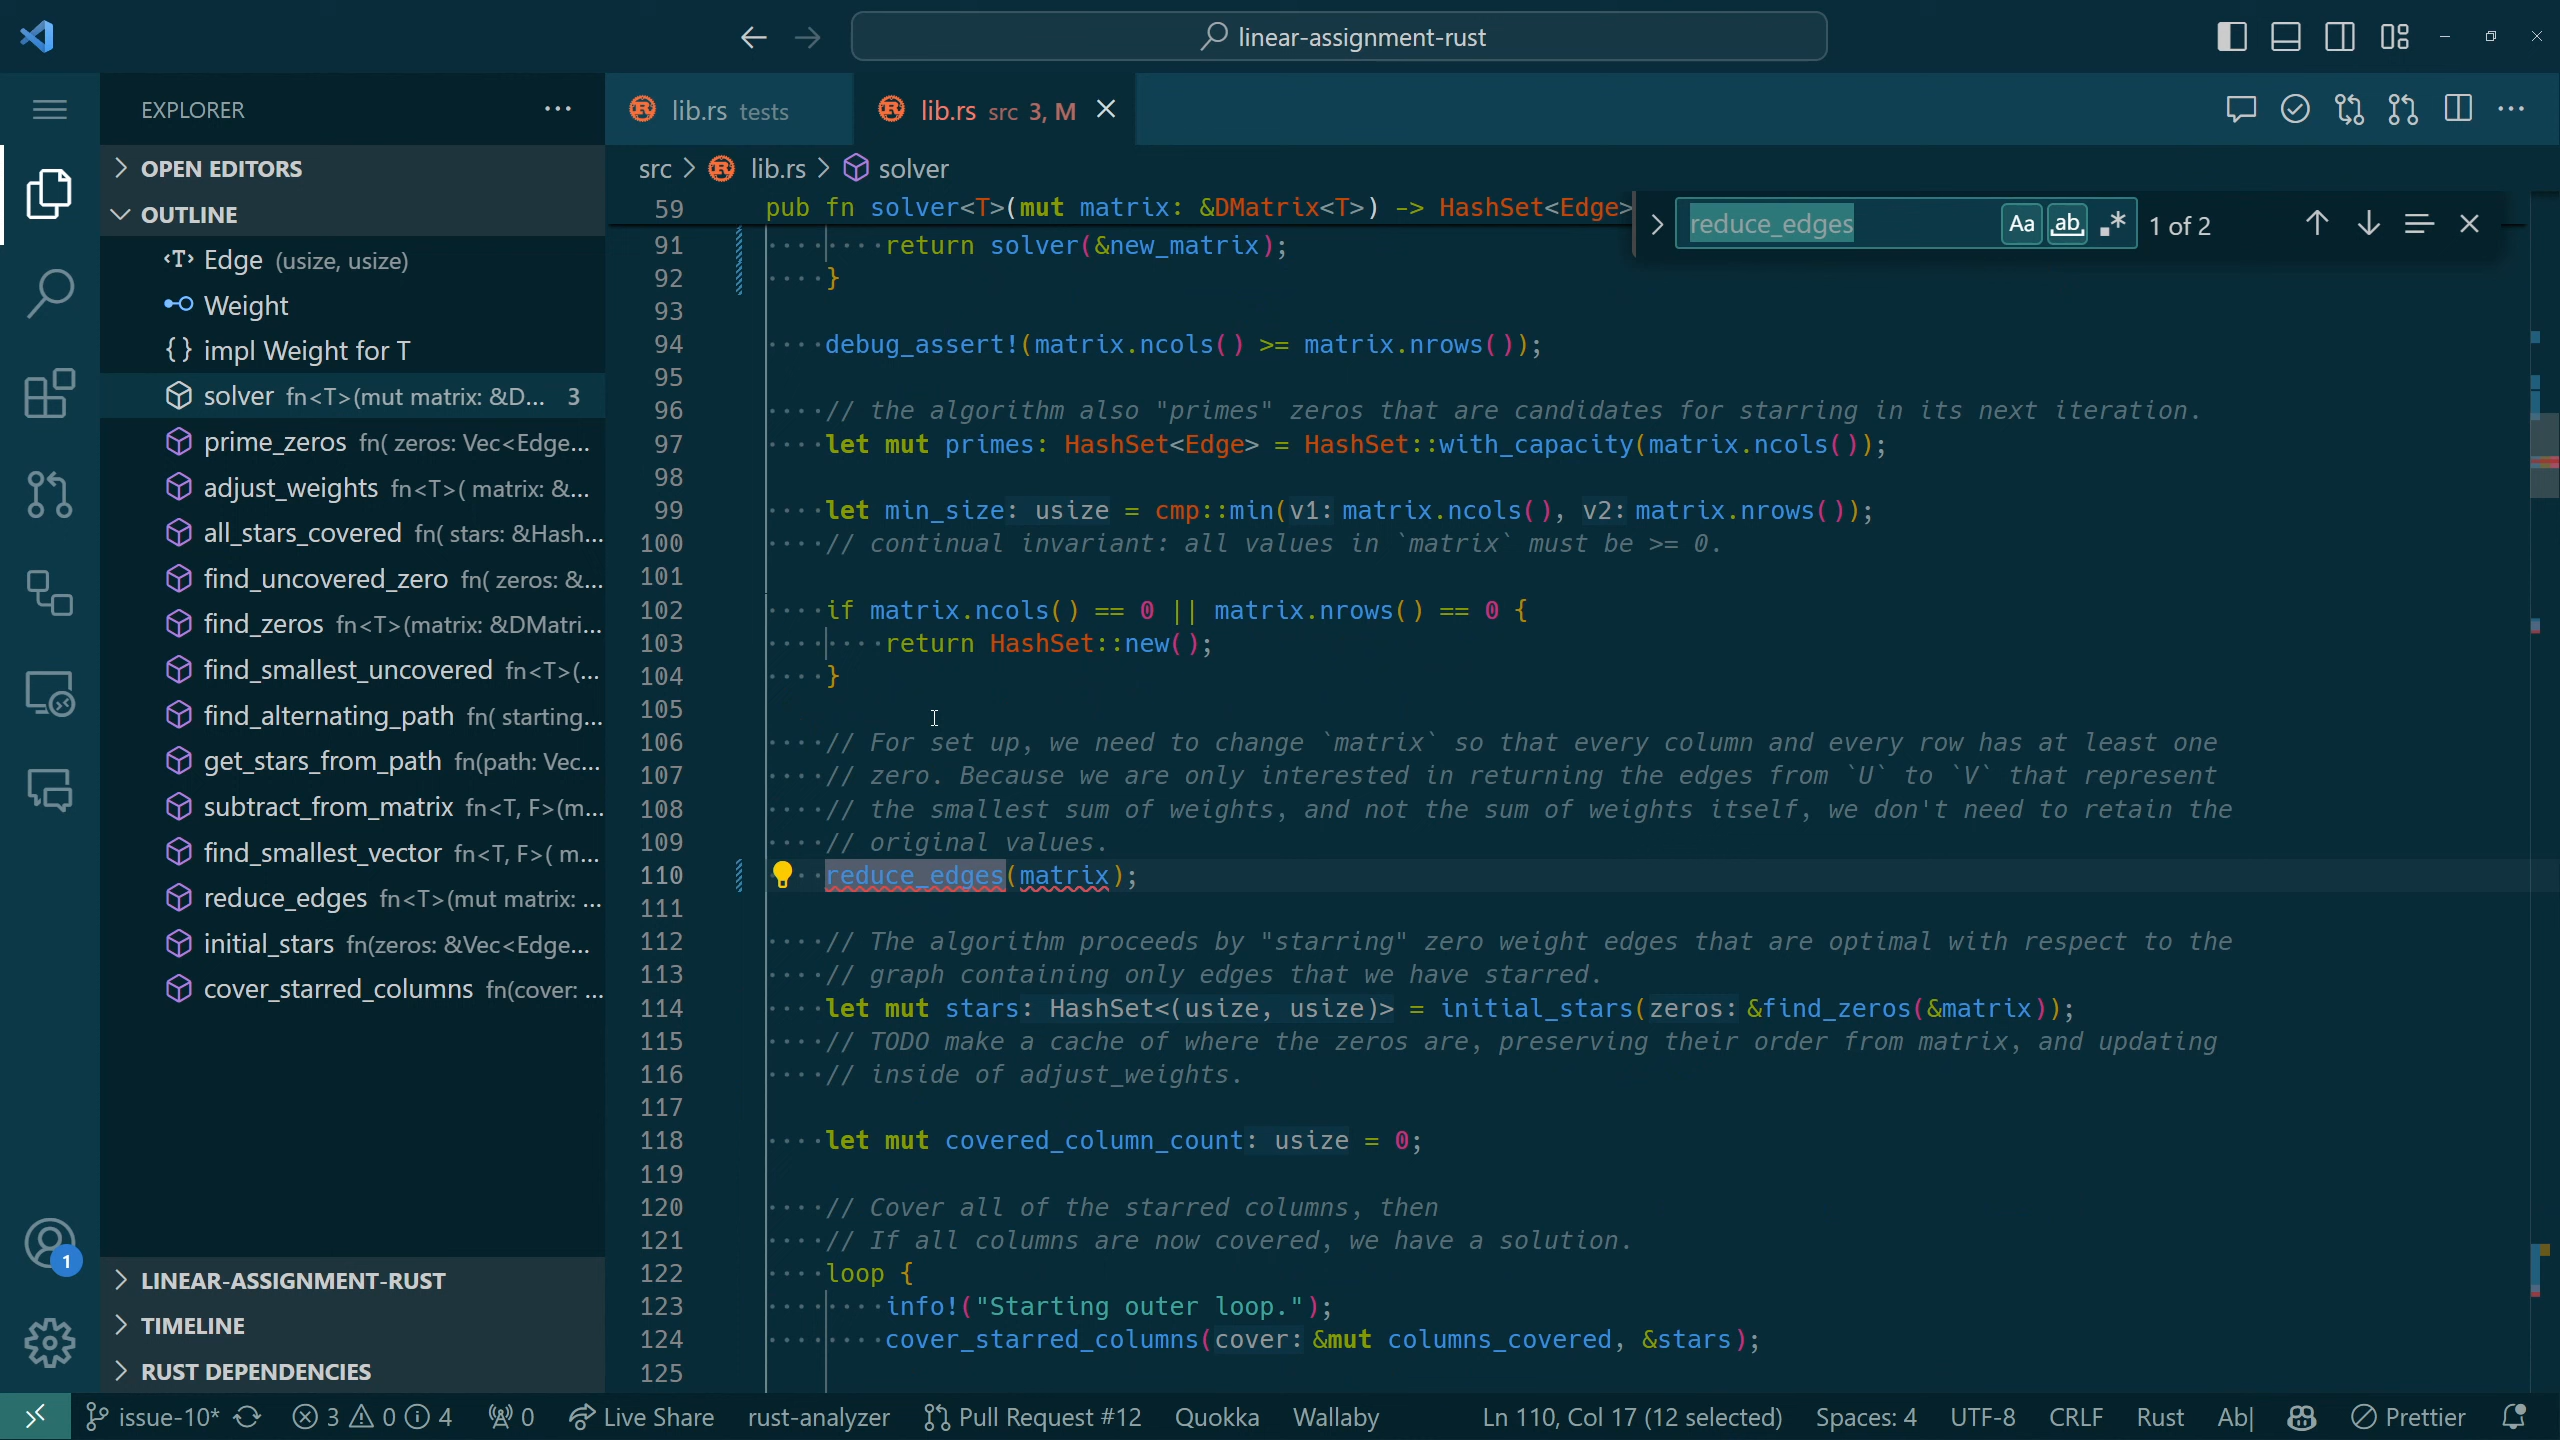 linear-assignment-rust
EXPLORER
OPEN EDITORS
OUTLINE
Edge (usize, usize)
Weight
impl Weight for T
solver fn<T>(mut matrix: &D... 3
prime_zeros fn( zeros: Vec<Edge...
adjust_weights fn<T>( matrix: &...
all_stars_covered fn( stars: &Hash...
find_uncovered_zero fn( zeros: &...
find_zeros fn<T>(matrix: &DMatri...
find_smallest_uncovered fn<T>(...
find_alternating_path fn( starting...
get_stars_from_path fn(path: Vec...
subtract_from_matrix fn<T, F>(m...
find_smallest_vector fn<T, F>( m...
reduce_edges fn<T>(mut matrix: ...
initial_stars fn(zeros: &Vec<Edge...
cover_starred_columns fn(cover: ...
LINEAR-ASSIGNMENT-RUST
TIMELINE
RUST DEPENDENCIES
1
lib.rs tests
lib.rs src 3, M
src > lib.rs > solver
reduce_edges Aa ab .* 1 of 2
59 pub fn solver<T>(mut matrix: &DMatrix<T>) -> HashSet<Edge>
91 return solver(&new_matrix);
92 }
93
94 debug_assert!(matrix.ncols() >= matrix.nrows());
95
96 // the algorithm also "primes" zeros that are candidates for starring in its next iteration.
97 let mut primes: HashSet<Edge> = HashSet::with_capacity(matrix.ncols());
98
99 let min_size: usize = cmp::min(v1: matrix.ncols(), v2: matrix.nrows());
100 // continual invariant: all values in `matrix` must be >= 0.
101
102 if matrix.ncols() == 0 || matrix.nrows() == 0 {
103 return HashSet::new();
104 }
105
106 // For set up, we need to change `matrix` so that every column and every row has at least one
107 // zero. Because we are only interested in returning the edges from `U` to `V` that represent
108 // the smallest sum of weights, and not the sum of weights itself, we don't need to retain the
109 // original values.
110 reduce_edges(matrix);
111
112 // The algorithm proceeds by "starring" zero weight edges that are optimal with respect to the
113 // graph containing only edges that we have starred.
114 let mut stars: HashSet<(usize, usize)> = initial_stars(zeros: &find_zeros(&matrix));
115 // TODO make a cache of where the zeros are, preserving their order from matrix, and updating
116 // inside of adjust_weights.
117
118 let mut covered_column_count: usize = 0;
119
120 // Cover all of the starred columns, then
121 // If all columns are now covered, we have a solution.
122 loop {
123 info!("Starting outer loop.");
124 cover_starred_columns(cover: &mut columns_covered, &stars);
125
issue-10* 3 0 4 0 Live Share rust-analyzer Pull Request #12 Quokka Wallaby Ln 110, Col 17 (12 selected) Spaces: 4 UTF-8 CRLF Rust Ab| Prettier